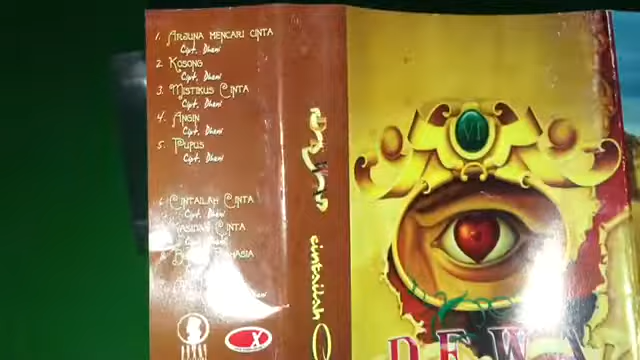 1. ARJUNA MENCARI CINTA
Cipt. Dhani
2. KOSONG
Cipt. Dhani
3. MISTIKUS CINTA
Cipt. Dhani
4. ANGIN
Cipt. Dhani
5. PUPUS
Cipt. Dhani
CINTAILAH CINTA
Cipt. Dhani
CINTA
cintailah
VI
DEWA
X